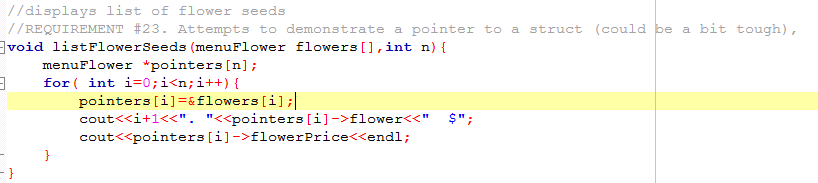 //displays list of flower seeds
//REQUIREMENT #23. Attempts to demonstrate a pointer to a struct (could be a bit tough),
void listFlowerSeeds(menuFlower flowers[],int n){
menuFlower *pointers[n];
for( int i=0;i<n;i++){
pointers[i]=&flowers[i];
cout<<i+1<<". "<<pointers[i]->flower<<"  $";
cout<<pointers[i]->flowerPrice<<endl;
}
}